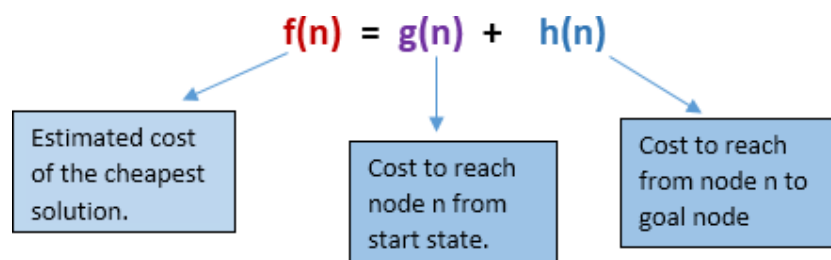 f(n) = g(n) + h(n)
Estimated cost
of the cheapest
solution.
Cost to reach
node n from
start state.
Cost to reach
from node n to
goal node